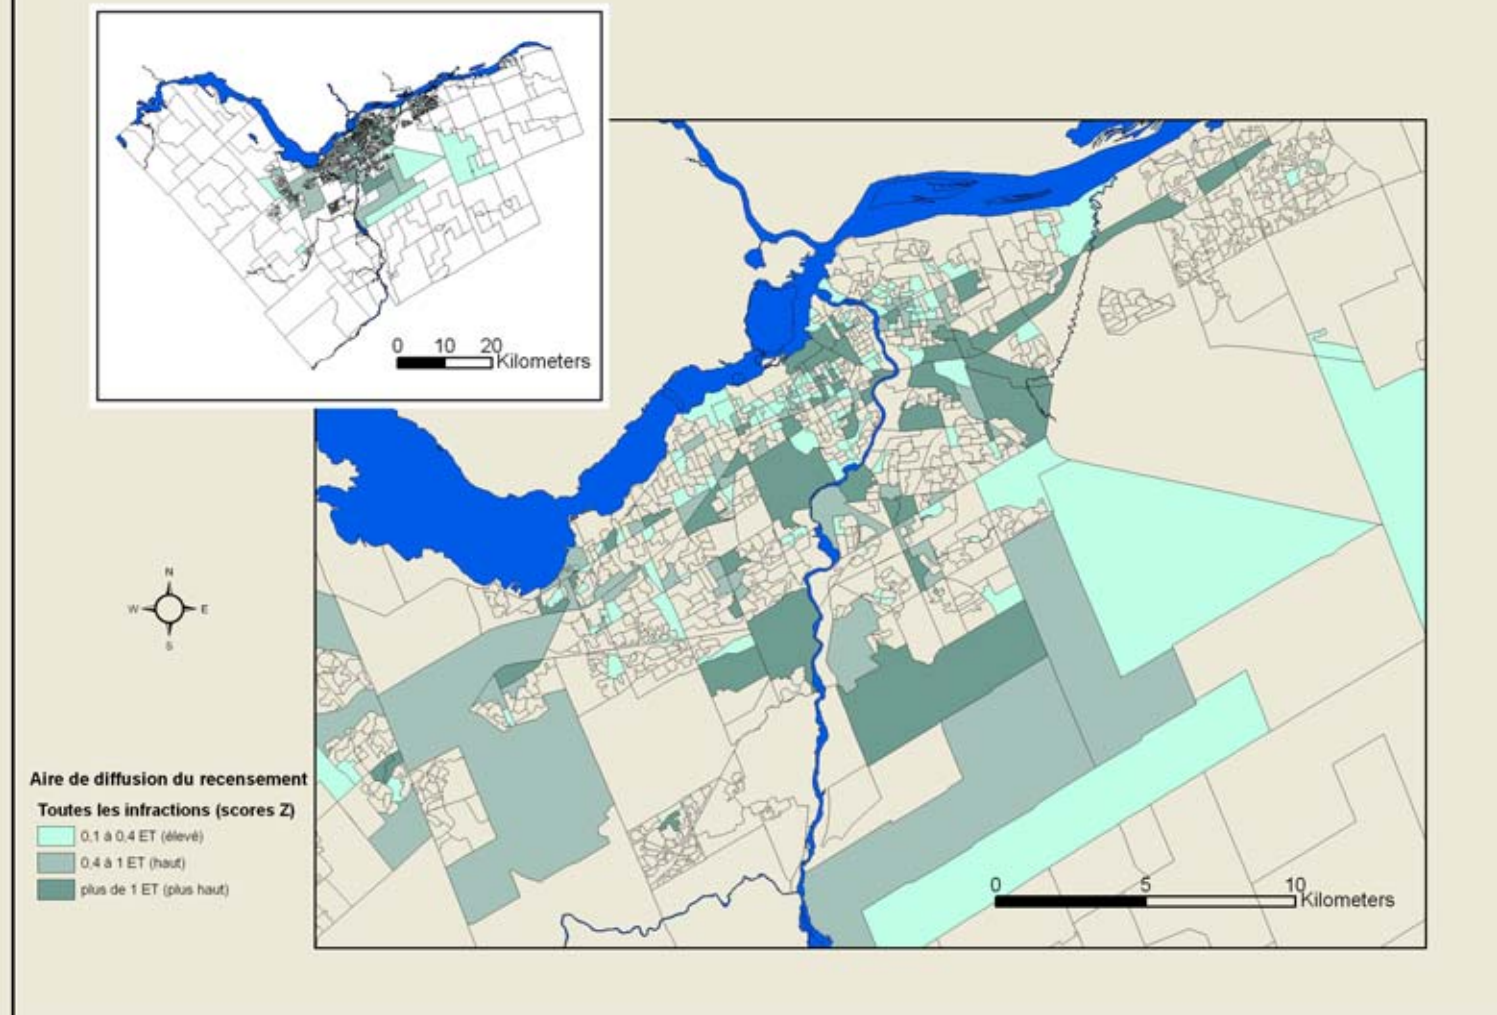 0 10 20
Kilometers
N
W E
S
Aire de diffusion du recensement
Toutes les infractions (scores Z)
0,1 à 0,4 ET (élevé)
0,4 à 1 ET (haut)
plus de 1 ET (plus haut)
0 5 10
Kilometers